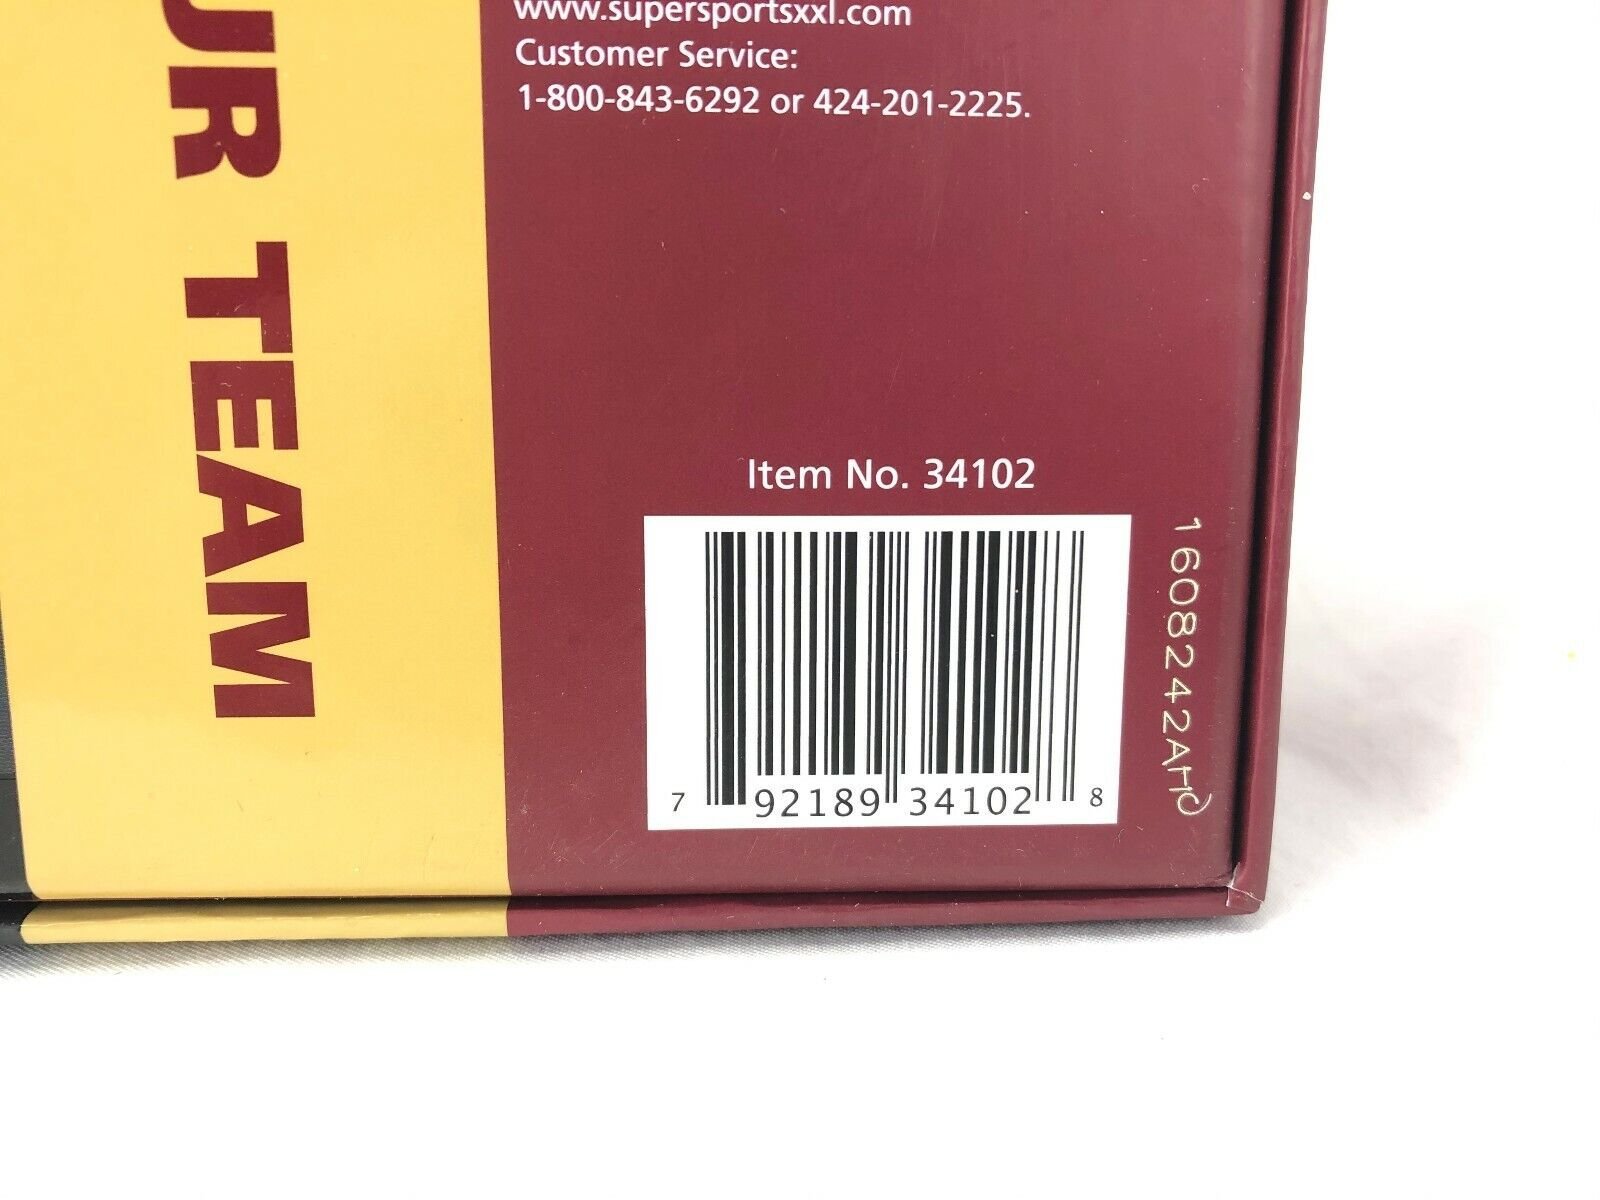 UR TEAM
www.supersportsxxl.com
Customer Service:
1-800-843-6292 or 424-201-2225.
Item No. 34102
7 92189 34102 8
1608242AHC